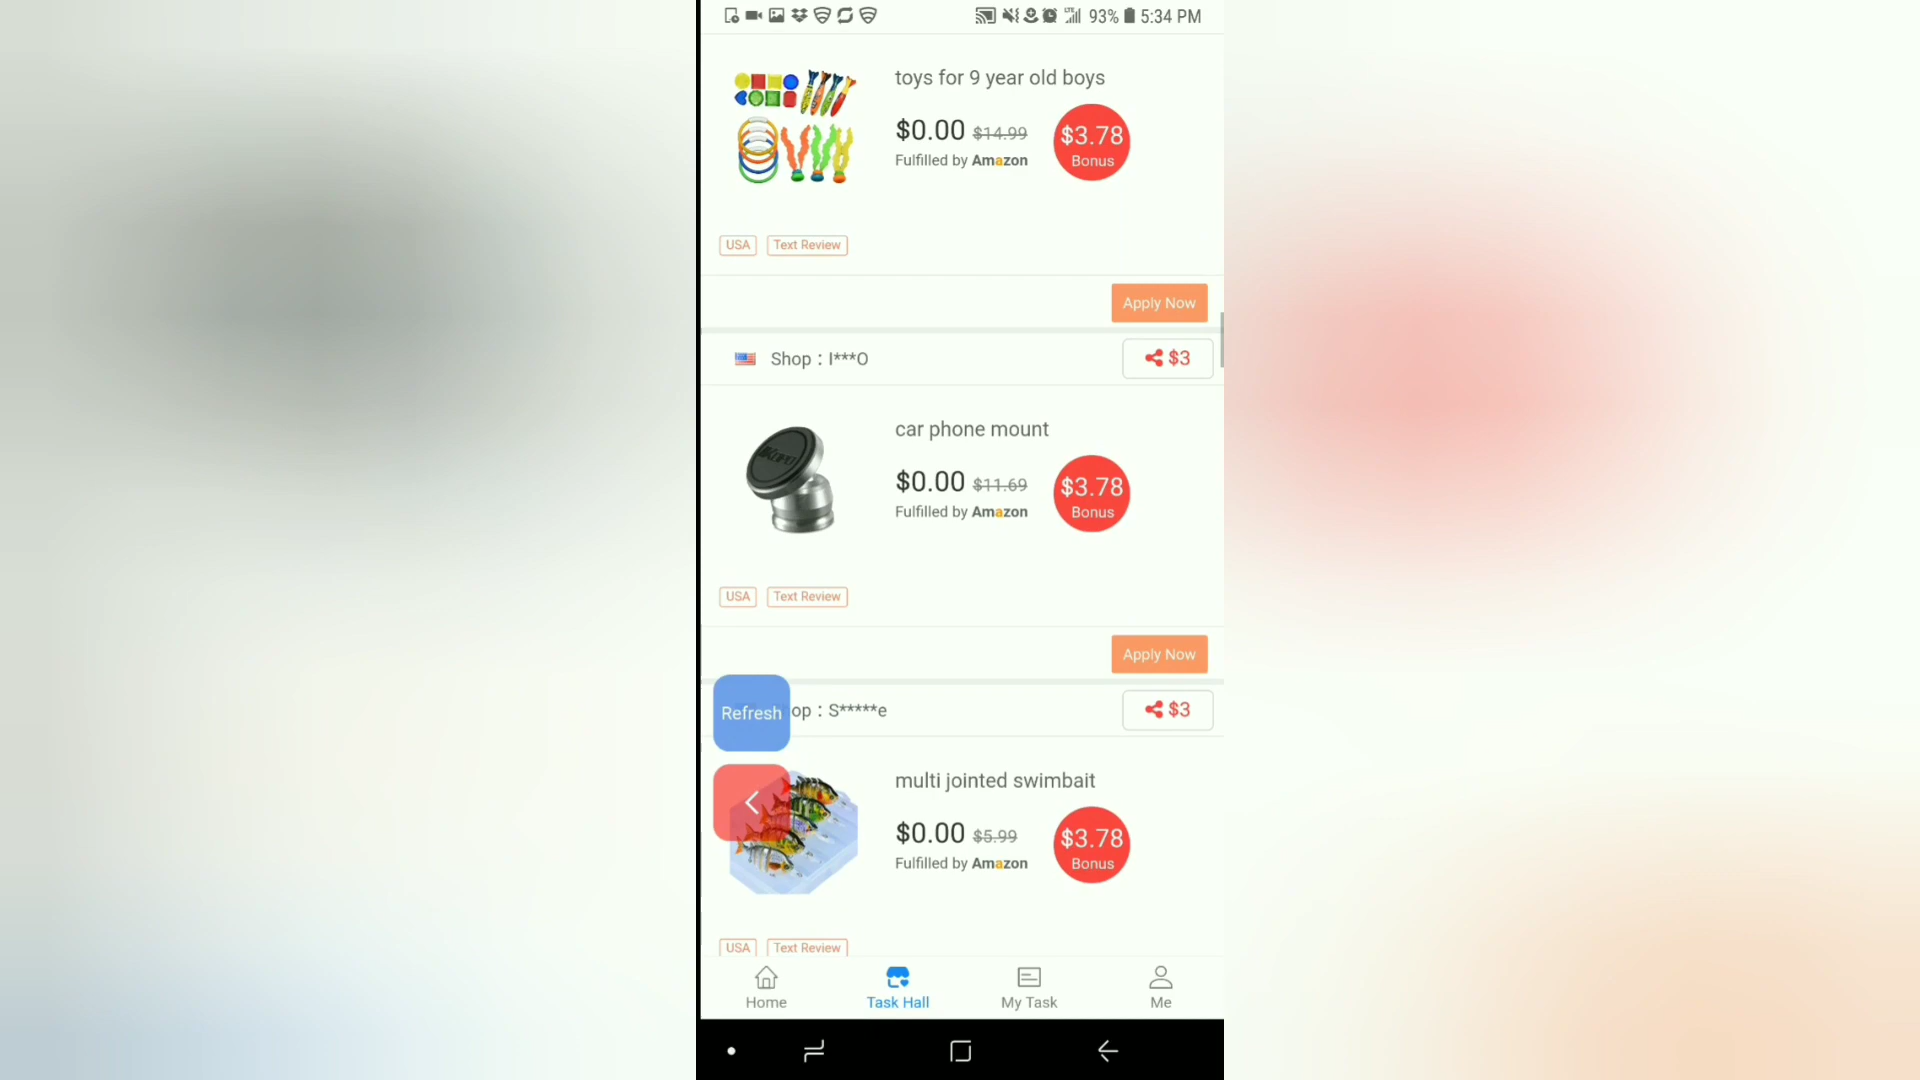 93% 5:34 PM
toys for 9 year old boys
$0.00 $14.99
Fulfilled by Amazon
$3.78
Bonus
USA Text Review
Apply Now
Shop : I***O
$3
car phone mount
$0.00 $11.69
Fulfilled by Amazon
$3.78
Bonus
USA Text Review
Apply Now
Refresh
op : S*****e
$3
multi jointed swimbait
$0.00 $5.99
Fulfilled by Amazon
$3.78
Bonus
USA Text Review
Home Task Hall My Task Me